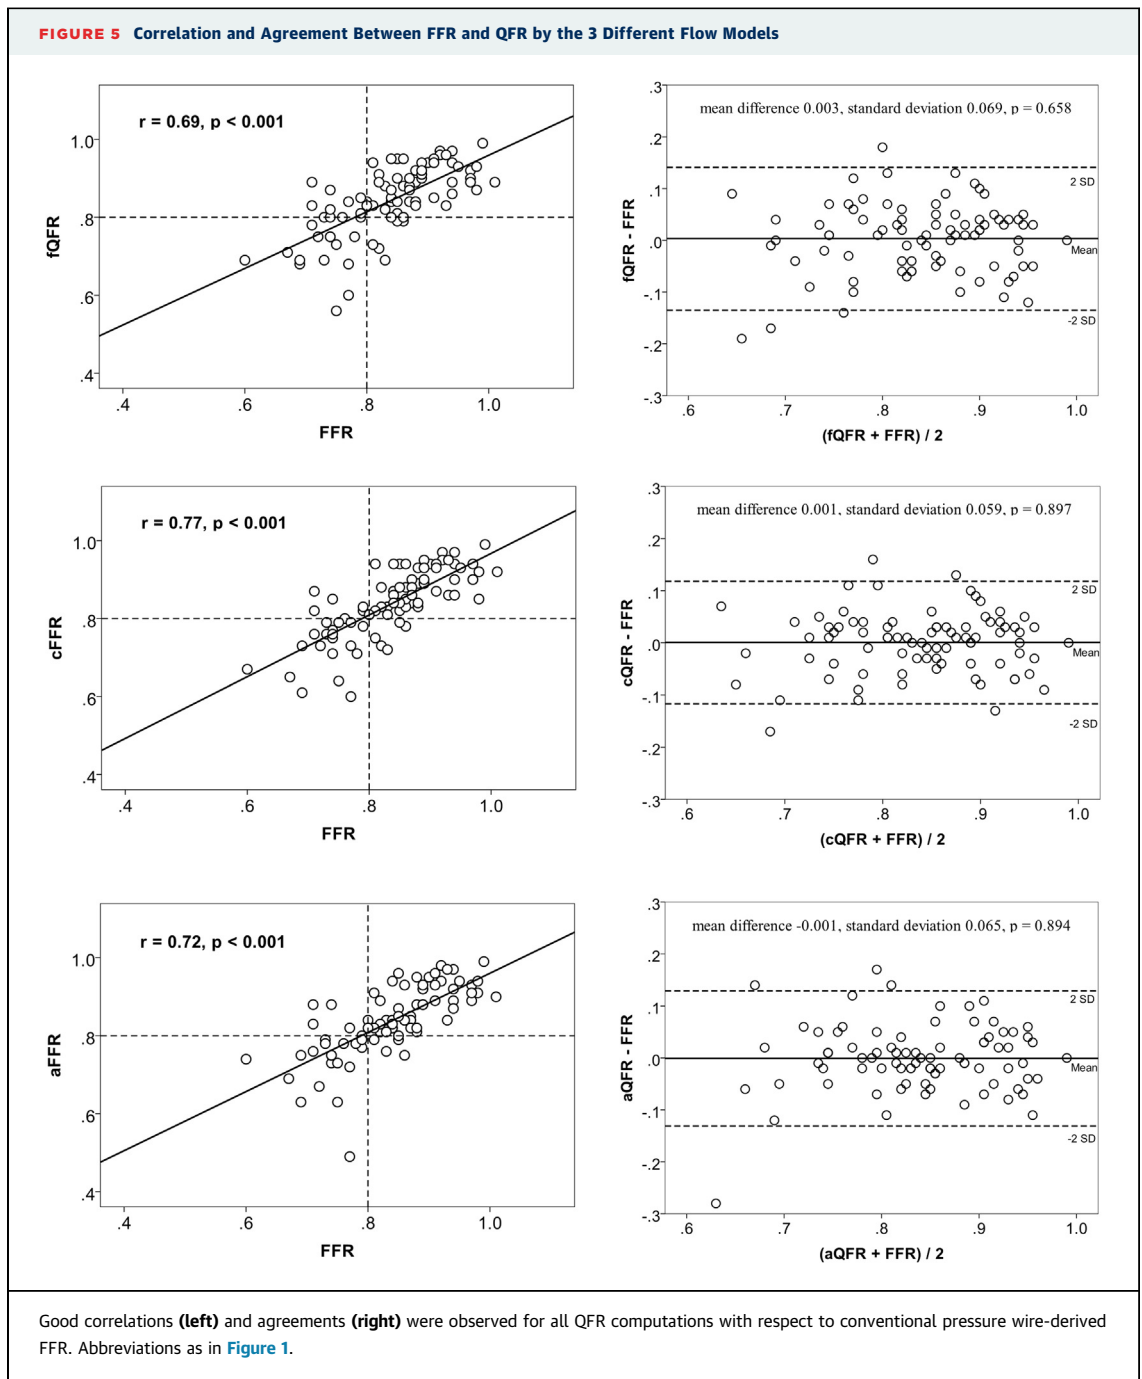 FIGURE 5 Correlation and Agreement Between FFR and QFR by the 3 Different Flow Models
r = 0.69, p < 0.001
fQFR
1.0
.8
.6
.4
.4 .6 .8 1.0
FFR
mean difference 0.003, standard deviation 0.069, p = 0.658
fQFR - FFR
.3
.2
.1
.0
-.1
-.2
-.3
2 SD
Mean
-2 SD
.6 .7 .8 .9 1.0
(fQFR + FFR) / 2
r = 0.77, p < 0.001
cFFR
1.0
.8
.6
.4
.4 .6 .8 1.0
FFR
mean difference 0.001, standard deviation 0.059, p = 0.897
cQFR - FFR
.3
.2
.1
.0
-.1
-.2
-.3
2 SD
Mean
-2 SD
.6 .7 .8 .9 1.0
(cQFR + FFR) / 2
r = 0.72, p < 0.001
aFFR
1.0
.8
.6
.4
.4 .6 .8 1.0
FFR
mean difference -0.001, standard deviation 0.065, p = 0.894
aQFR - FFR
.3
.2
.1
.0
-.1
-.2
-.3
2 SD
Mean
-2 SD
.6 .7 .8 .9 1.0
(aQFR + FFR) / 2
Good correlations (left) and agreements (right) were observed for all QFR computations with respect to conventional pressure wire-derived
FFR. Abbreviations as in Figure 1.